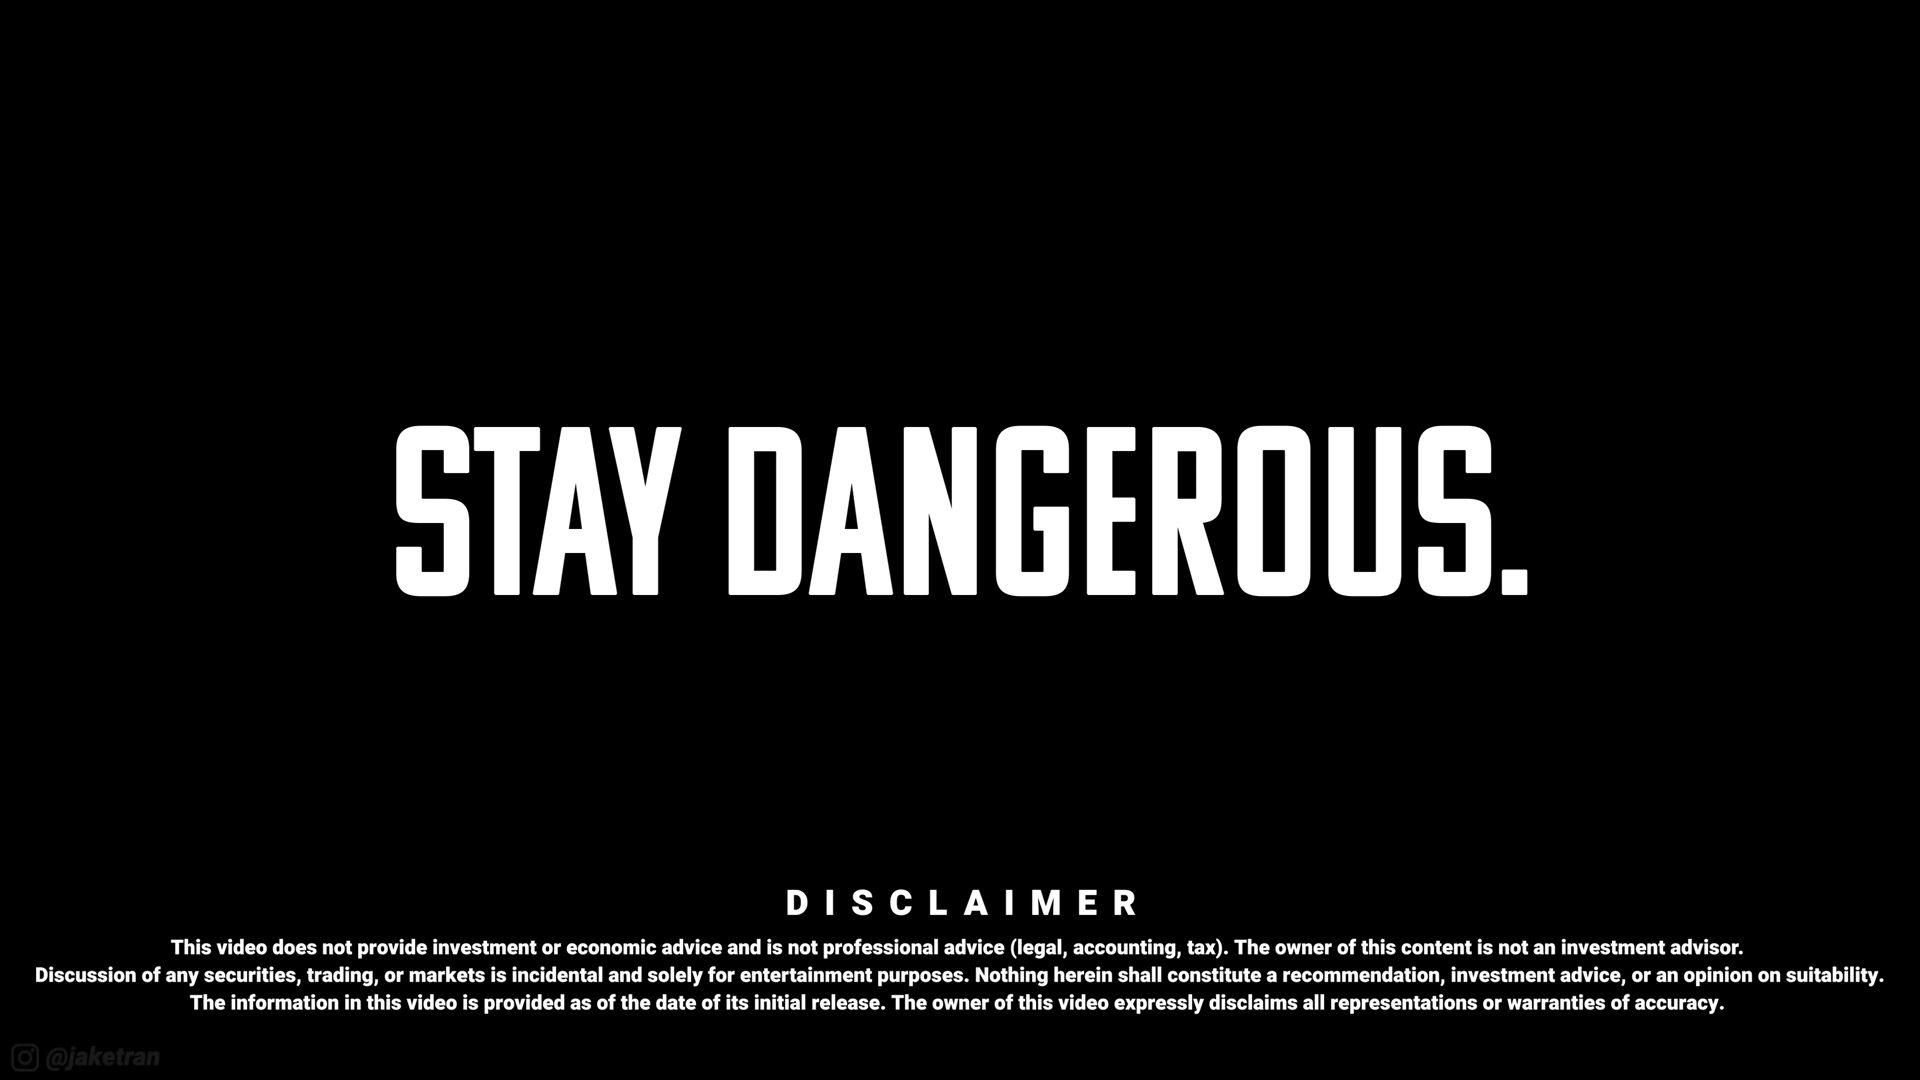 STAY DANGEROUS.
DISCLAIMER
This video does not provide investment or economic advice and is not professional advice (legal, accounting, tax). The owner of this content is not an investment advisor.
Discussion of any securities, trading, or markets is incidental and solely for entertainment purposes. Nothing herein shall constitute a recommendation, investment advice, or an opinion on suitability.
The information in this video is provided as of the date of its initial release. The owner of this video expressly disclaims all representations or warranties of accuracy.
@jaketran